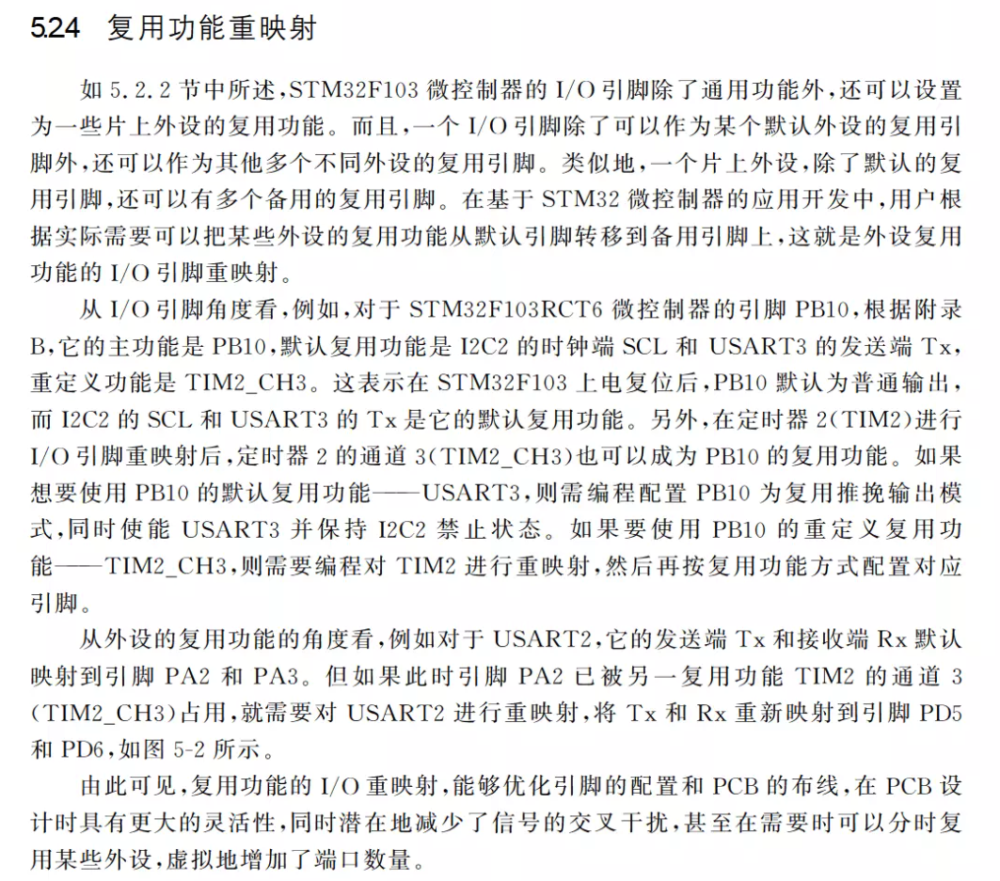 5.2.4 复用功能重映射
如 5.2.2 节中所述,STM32F103 微控制器的 I/O 引脚除了通用功能外,还可以设置
为一些片上外设的复用功能。而且,一个 I/O 引脚除了可以作为某个默认外设的复用引
脚外,还可以作为其他多个不同外设的复用引脚。类似地,一个片上外设,除了默认的复
用引脚,还可以有多个备用的复用引脚。在基于 STM32 微控制器的应用开发中,用户根
据实际需要可以把某些外设的复用功能从默认引脚转移到备用引脚上,这就是外设复用
功能的 I/O 引脚重映射。
从 I/O 引脚角度看,例如,对于 STM32F103RCT6 微控制器的引脚 PB10,根据附录
B,它的主功能是 PB10,默认复用功能是 I2C2 的时钟端 SCL 和 USART3 的发送端 Tx,
重定义功能是 TIM2_CH3。这表示在 STM32F103 上电复位后,PB10 默认为普通输出,
而 I2C2 的 SCL 和 USART3 的 Tx 是它的默认复用功能。另外,在定时器 2(TIM2)进行
I/O 引脚重映射后,定时器 2 的通道 3(TIM2_CH3)也可以成为 PB10 的复用功能。如果
想要使用 PB10 的默认复用功能——USART3,则需编程配置 PB10 为复用推挽输出模
式,同时使能 USART3 并保持 I2C2 禁止状态。如果要使用 PB10 的重定义复用功
能——TIM2_CH3,则需要编程对 TIM2 进行重映射,然后再按复用功能方式配置对应
引脚。
从外设的复用功能的角度看,例如对于 USART2,它的发送端 Tx 和接收端 Rx 默认
映射到引脚 PA2 和 PA3。但如果此时引脚 PA2 已被另一复用功能 TIM2 的通道 3
(TIM2_CH3)占用,就需要对 USART2 进行重映射,将 Tx 和 Rx 重新映射到引脚 PD5
和 PD6,如图 5-2 所示。
由此可见,复用功能的 I/O 重映射,能够优化引脚的配置和 PCB 的布线,在 PCB 设
计时具有更大的灵活性,同时潜在地减少了信号的交叉干扰,甚至在需要时可以分时复
用某些外设,虚拟地增加了端口数量。